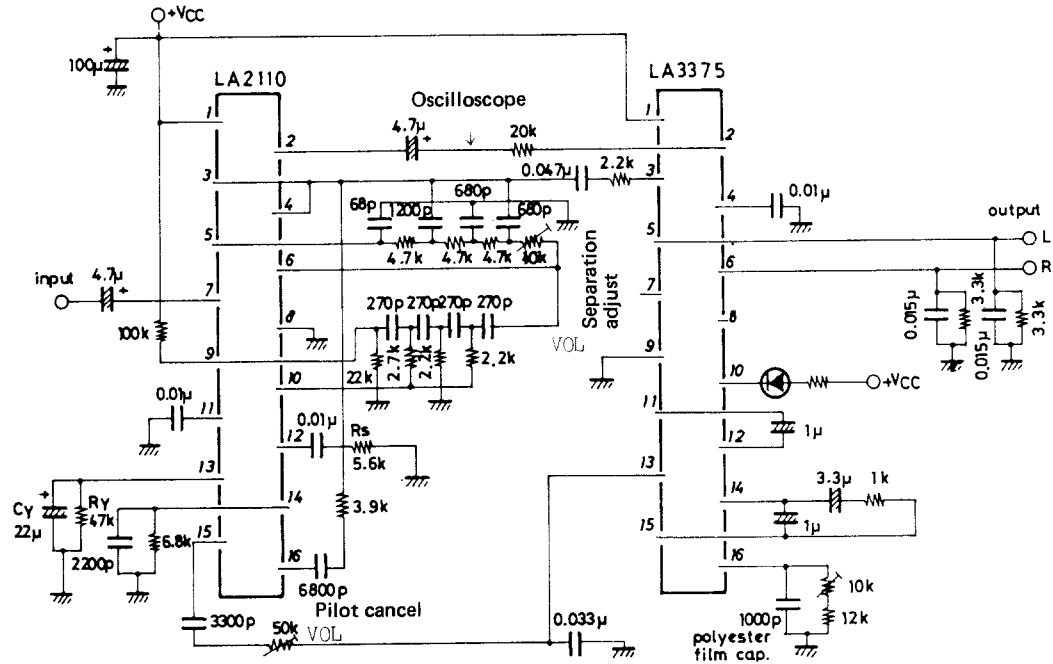 +VCC
100µ
+
LA2110
LA3375
Oscilloscope
1
1
4.7µ
+
20k
2
2
0.047µ
2.2k
3
3
680p
4
4
0.01µ
68p
1200p
680p
output
5
5
L
4.7k
4.7k
4.7k
10k
6
6
R
input
4.7µ
+
7
7
Separation
adjust
270p
270p
270p
270p
0.015µ
3.3k
0.015µ
3.3k
100k
8
8
VOL
9
9
22k
2.7k
2.2k
2.2k
10
10
+VCC
0.01µ
11
11
1µ
0.01µ
Rs
5.6k
12
12
13
13
3.3µ
1k
+
Cy
22µ
Ry
47k
14
14
3.9k
1µ
15
15
2200p
6.8k
16
16
6800p
10k
Pilot cancel
3300p
50k
VOL
0.033µ
1000p
12k
polyester
film cap.